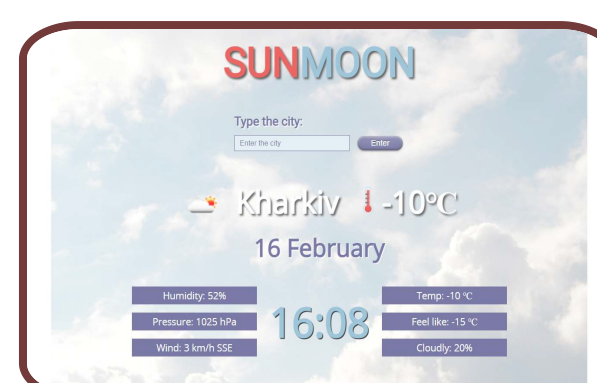 SUNMOON
Type the city:
Enter the city
Enter
Kharkiv -10°C
16 February
Humidity: 52%
Pressure: 1025 hPa
Wind: 3 km/h SSE
16:08
Temp: -10 °C
Feel like: -15 °C
Cloudly: 20%